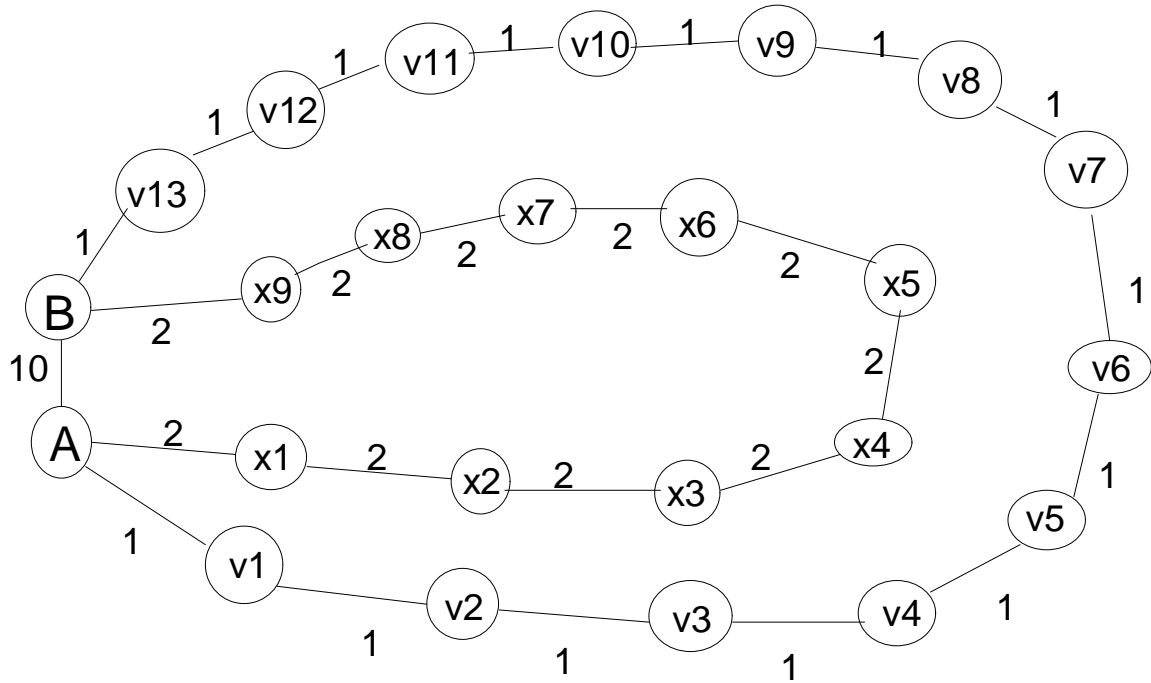 1 1 1 1
v11 v10 v9 v8
1 v12 1
1 v13 v7
x8 x7 x6
1 2 2 2 2
B x9 x5 1
2
10 2 v6
A 2 x1 2 x2 2 x3 2 x4
1 v5
1 v1 v2 v3 v4 1
1 1 1